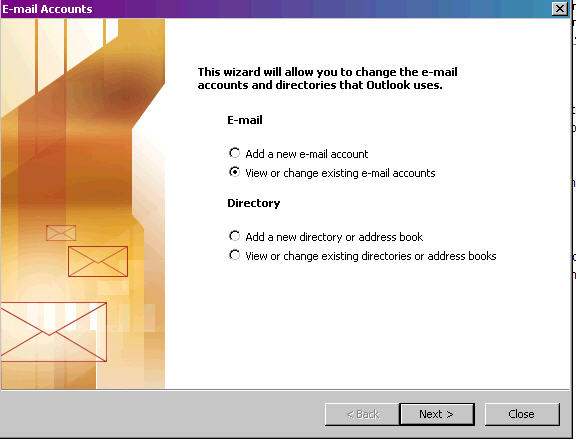 E-mail Accounts
This wizard will allow you to change the e-mail
accounts and directories that Outlook uses.
E-mail
Add a new e-mail account
View or change existing e-mail accounts
Directory
Add a new directory or address book
View or change existing directories or address books
< Back
Next >
Close